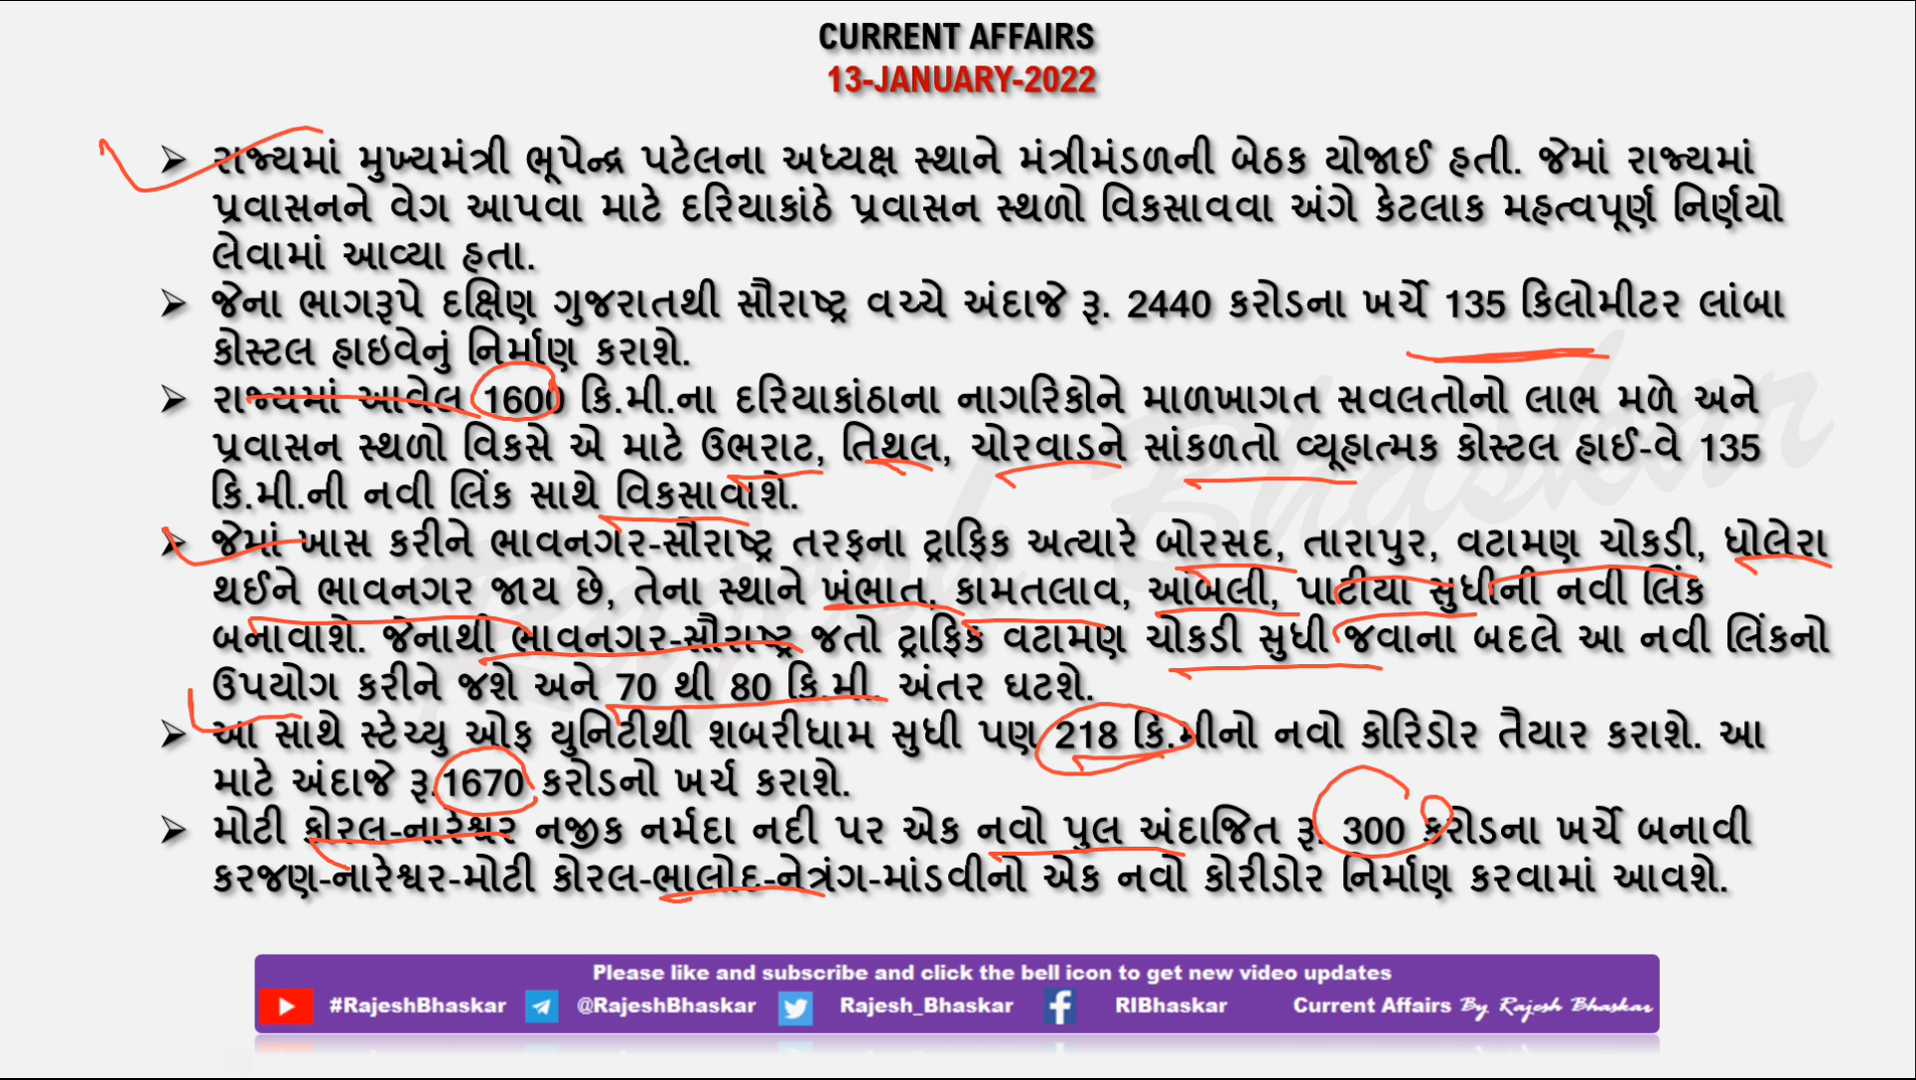 CURRENT AFFAIRS
13-JANUARY-2022
➢ રાજ્યમાં મુખ્યમંત્રી ભૂપેન્દ્ર પટેલના અધ્યક્ષ સ્થાને મંત્રીમંડળની બેઠક યોજાઈ હતી. જેમાં રાજ્યમાં
પ્રવાસનને વેગ આપવા માટે દરિયાકાંઠે પ્રવાસન સ્થળો વિકસાવવા અંગે કેટલાક મહત્વપૂર્ણ નિર્ણયો
લેવામાં આવ્યા હતા.
➢ જેના ભાગરૂપે દક્ષિણ ગુજરાતથી સૌરાષ્ટ્ર વચ્ચે અંદાજે રૂ. 2440 કરોડના ખર્ચે 135 કિલોમીટર લાંબા
કોસ્ટલ હાઇવેનું નિર્માણ કરાશે.
➢ રાજ્યમાં આવેલ 1600 કિ.મી.ના દરિયાકાંઠાના નાગરિકોને માળખાગત સવલતોનો લાભ મળે અને
પ્રવાસન સ્થળો વિકસે એ માટે ઉભરાટ, તિથલ, ચોરવાડને સાંકળતો વ્યૂહાત્મક કોસ્ટલ હાઈ-વે 135
કિ.મી.ની નવી લિંક સાથે વિકસાવાશે.
➢ જેમાં ખાસ કરીને ભાવનગર-સૌરાષ્ટ્ર તરફના ટ્રાફિક અત્યારે બોરસદ, તારાપુર, વટામણ ચોકડી, ધોલેરા
થઈને ભાવનગર જાય છે, તેના સ્થાને ખંભાત, કામતલાવ, આંબલી, પાટીયા સુધીની નવી લિંક
બનાવાશે. જેનાથી ભાવનગર-સૌરાષ્ટ્ર જતો ટ્રાફિક વટામણ ચોકડી સુધી જવાના બદલે આ નવી લિંકનો
ઉપયોગ કરીને જશે અને 70 થી 80 કિ.મી. અંતર ઘટશે.
➢ આ સાથે સ્ટેચ્યુ ઓફ યુનિટીથી શબરીધામ સુધી પણ 218 કિ.મીનો નવો કોરિડોર તૈયાર કરાશે. આ
માટે અંદાજે રૂ.1670 કરોડનો ખર્ચ કરાશે.
➢ મોટી કોરલ-નારેશ્વર નજીક નર્મદા નદી પર એક નવો પુલ અંદાજિત રૂ. 300 કરોડના ખર્ચે બનાવી
કરજણ-નારેશ્વર-મોટી કોરલ-ભાલોદ-નેત્રંગ-માંડવીનો એક નવો કોરીડોર નિર્માણ કરવામાં આવશે.
Rajesh Bhaskar
Please like and subscribe and click the bell icon to get new video updates
#RajeshBhaskar @RajeshBhaskar Rajesh_Bhaskar RIBhaskar Current Affairs By Rajesh Bhaskar